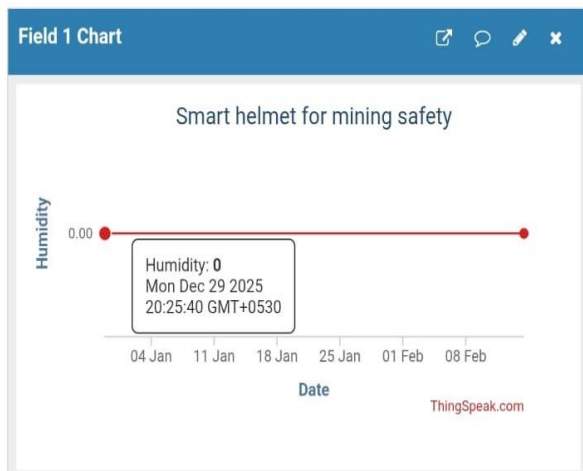 Field 1 Chart
Smart helmet for mining safety
Humidity
0.00
Humidity: 0
Mon Dec 29 2025
20:25:40 GMT+0530
04 Jan 11 Jan 18 Jan 25 Jan 01 Feb 08 Feb
Date
ThingSpeak.com